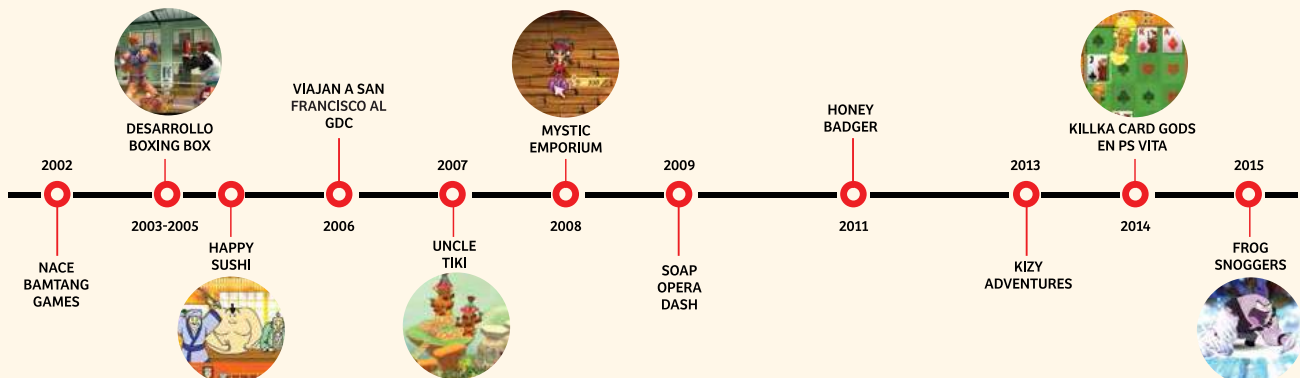 2002
NACE
BAMTANG
GAMES
DESARROLLO
BOXING BOX
2003-2005
HAPPY
SUSHI
VIAJAN A SAN
FRANCISCO AL
GDC
2006
2007
UNCLE
TIKI
MYSTIC
EMPORIUM
2008
2009
SOAP
OPERA
DASH
HONEY
BADGER
2011
2013
KIZY
ADVENTURES
KILLKA CARD GODS
EN PS VITA
2014
2015
FROG
SNOGGERS